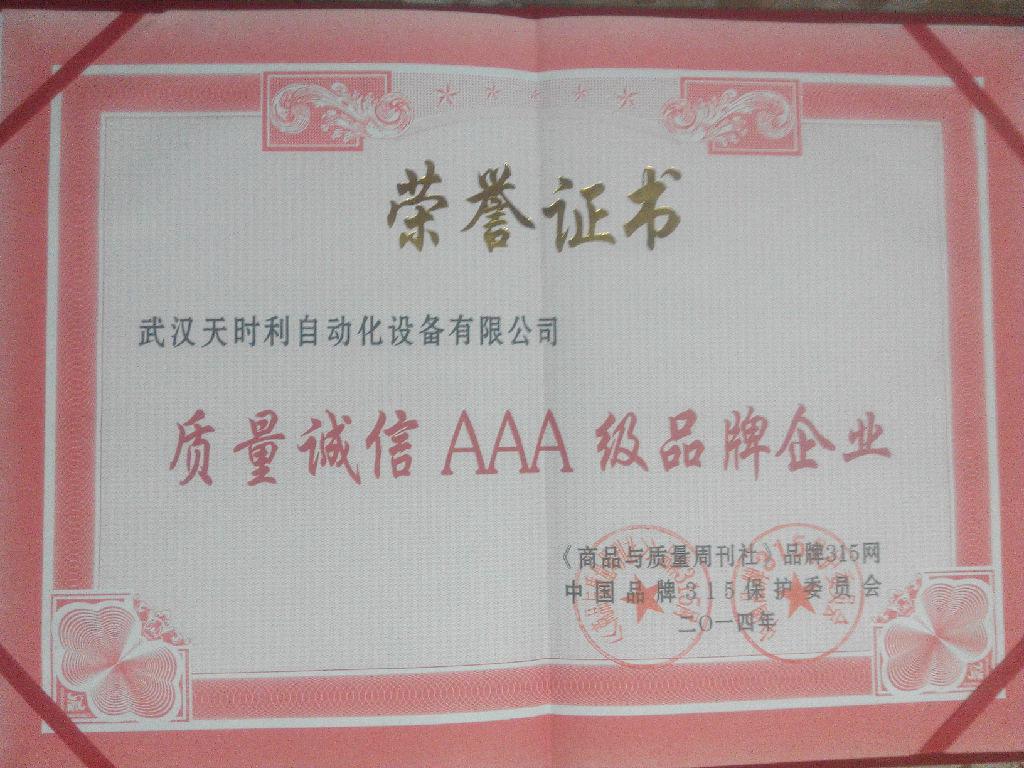 荣誉证书
武汉天时利自动化设备有限公司
质量诚信AAA级品牌企业
《商品与质量周刊社》品牌315网
中国品牌315保护委员会
二〇一四年